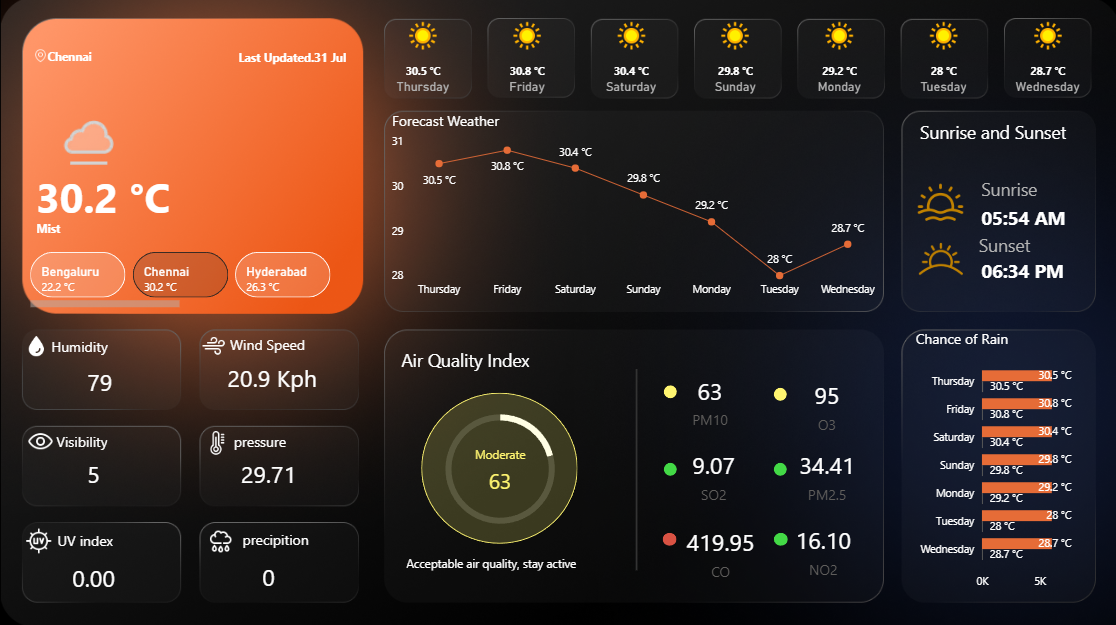 Chennai
Last Updated.31 Jul
30.2 °C
Mist
Bengaluru
22.2 °C
Chennai
30.2 °C
Hyderabad
26.3 °C
30.5 °C
Thursday
30.8 °C
Friday
30.4 °C
Saturday
29.8 °C
Sunday
29.2 °C
Monday
28 °C
Tuesday
28.7 °C
Wednesday
Forecast Weather
31
30
29
28
30.5 °C
30.8 °C
30.4 °C
29.8 °C
29.2 °C
28 °C
28.7 °C
Thursday
Friday
Saturday
Sunday
Monday
Tuesday
Wednesday
Sunrise and Sunset
Sunrise
05:54 AM
Sunset
06:34 PM
Humidity
79
Wind Speed
20.9 Kph
Visibility
5
pressure
29.71
UV
UV index
0.00
precipition
0
Air Quality Index
Moderate
63
Acceptable air quality, stay active
63
PM10
95
O3
9.07
SO2
34.41
PM2.5
419.95
CO
16.10
NO2
Chance of Rain
Thursday
30.5 °C
30.5 °C
Friday
30.8 °C
30.8 °C
Saturday
30.4 °C
30.4 °C
Sunday
29.8 °C
29.8 °C
Monday
29.2 °C
29.2 °C
Tuesday
28 °C
28 °C
Wednesday
28.7 °C
28.7 °C
0K
5K